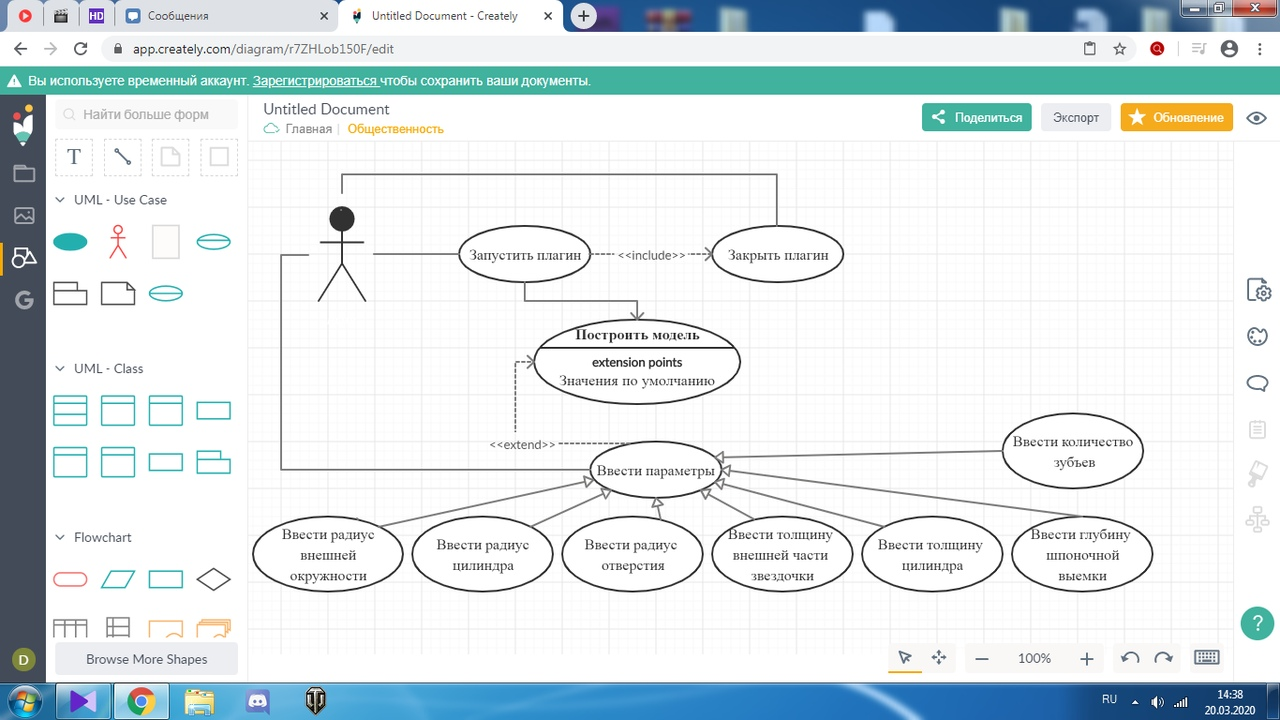 HD
Сообщения
Untitled Document - Creately
app.creately.com/diagram/r7ZHLob150F/edit
Вы используете временный аккаунт. Зарегистрироваться чтобы сохранить ваши документы.
Найти больше форм
Untitled Document
Главная | Общественность
Поделиться
Экспорт
Обновление
T
UML - Use Case
UML - Class
Flowchart
Browse More Shapes
G
D
Запустить плагин
<<include>>
Закрыть плагин
Построить модель
extension points
Значения по умолчанию
<<extend>>
Ввести параметры
Ввести количество
зубьев
Ввести радиус
внешней
окружности
Ввести радиус
цилиндра
Ввести радиус
отверстия
Ввести толщину
внешней части
звездочки
Ввести толщину
цилиндра
Ввести глубину
шпоночной
выемки
?
100%
RU
14:38
20.03.2020